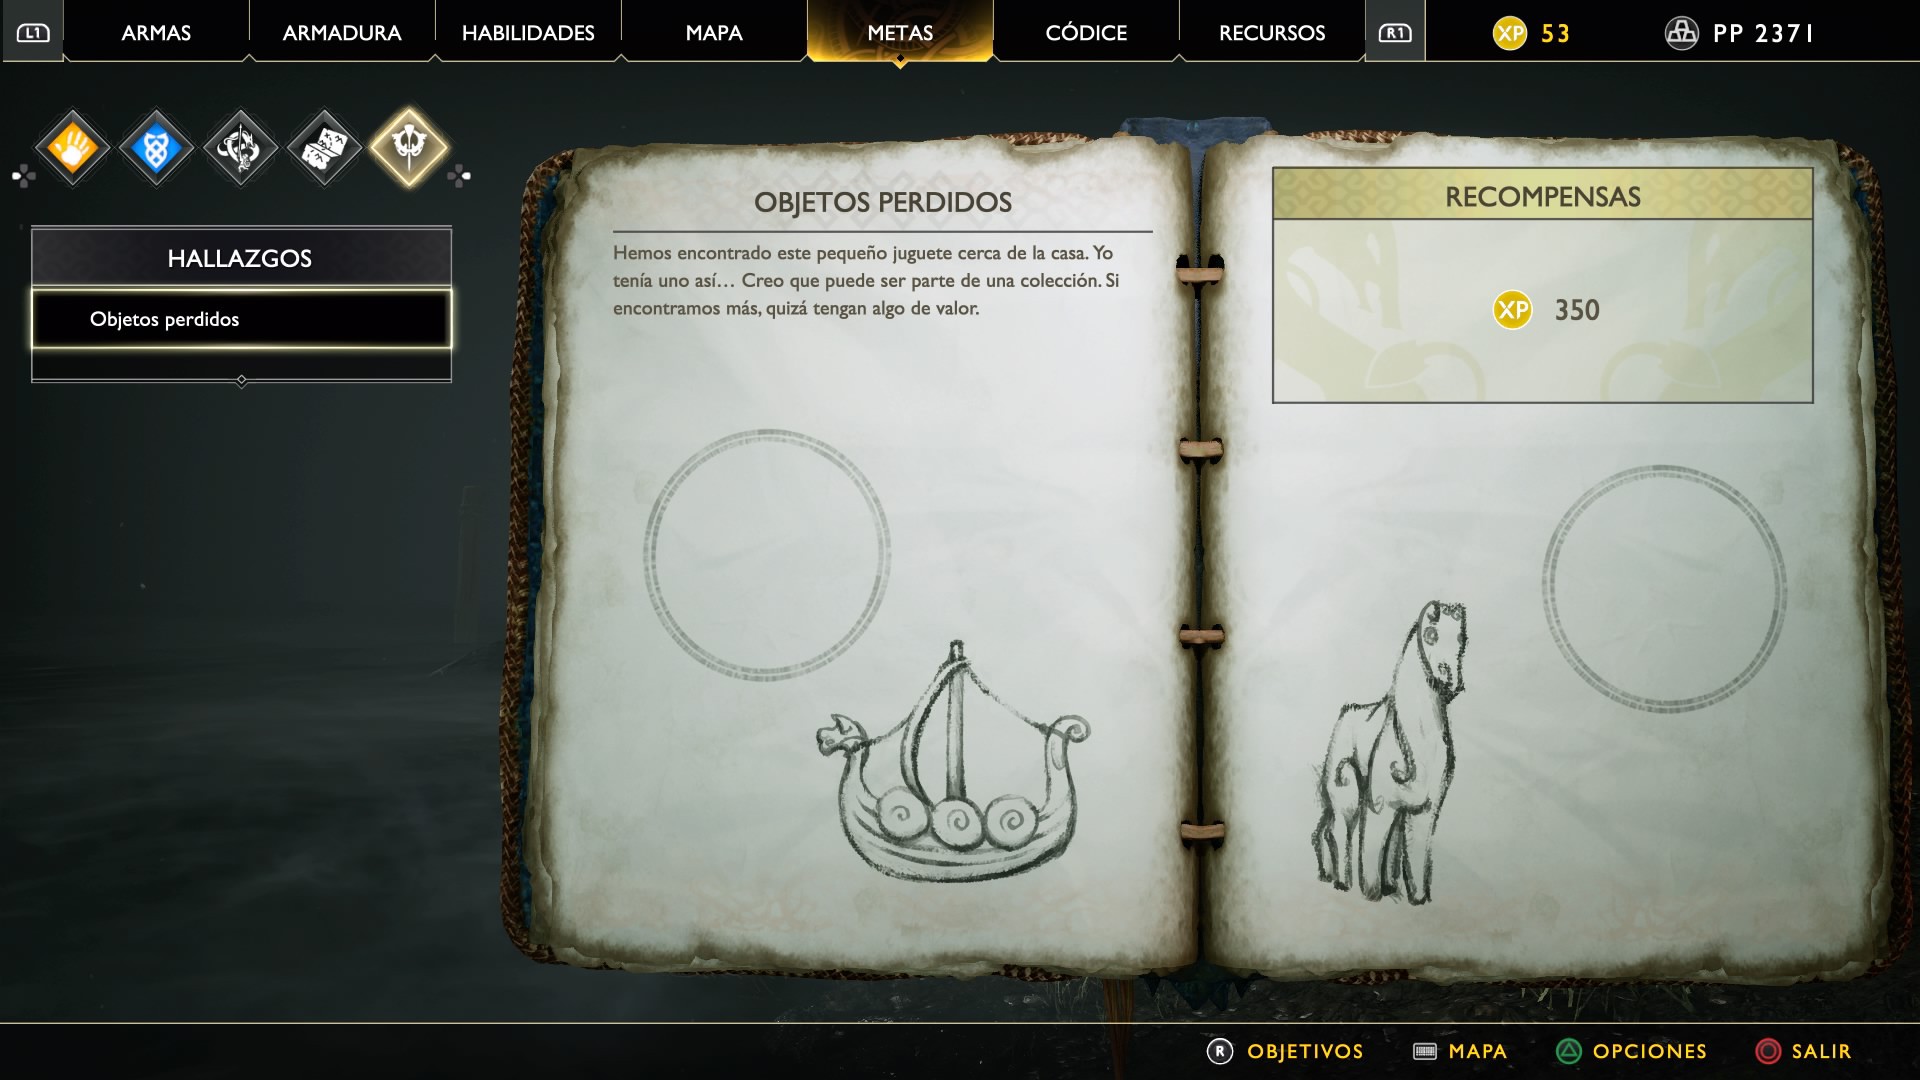 L1 ARMAS ARMADURA HABILIDADES MAPA METAS CÓDICE RECURSOS R1 XP 53 PP 2371
HALLAZGOS
Objetos perdidos
OBJETOS PERDIDOS
Hemos encontrado este pequeño juguete cerca de la casa. Yo
tenía uno así... Creo que puede ser parte de una colección. Si
encontramos más, quizá tengan algo de valor.
RECOMPENSAS
XP 350
R OBJETIVOS MAPA OPCIONES SALIR